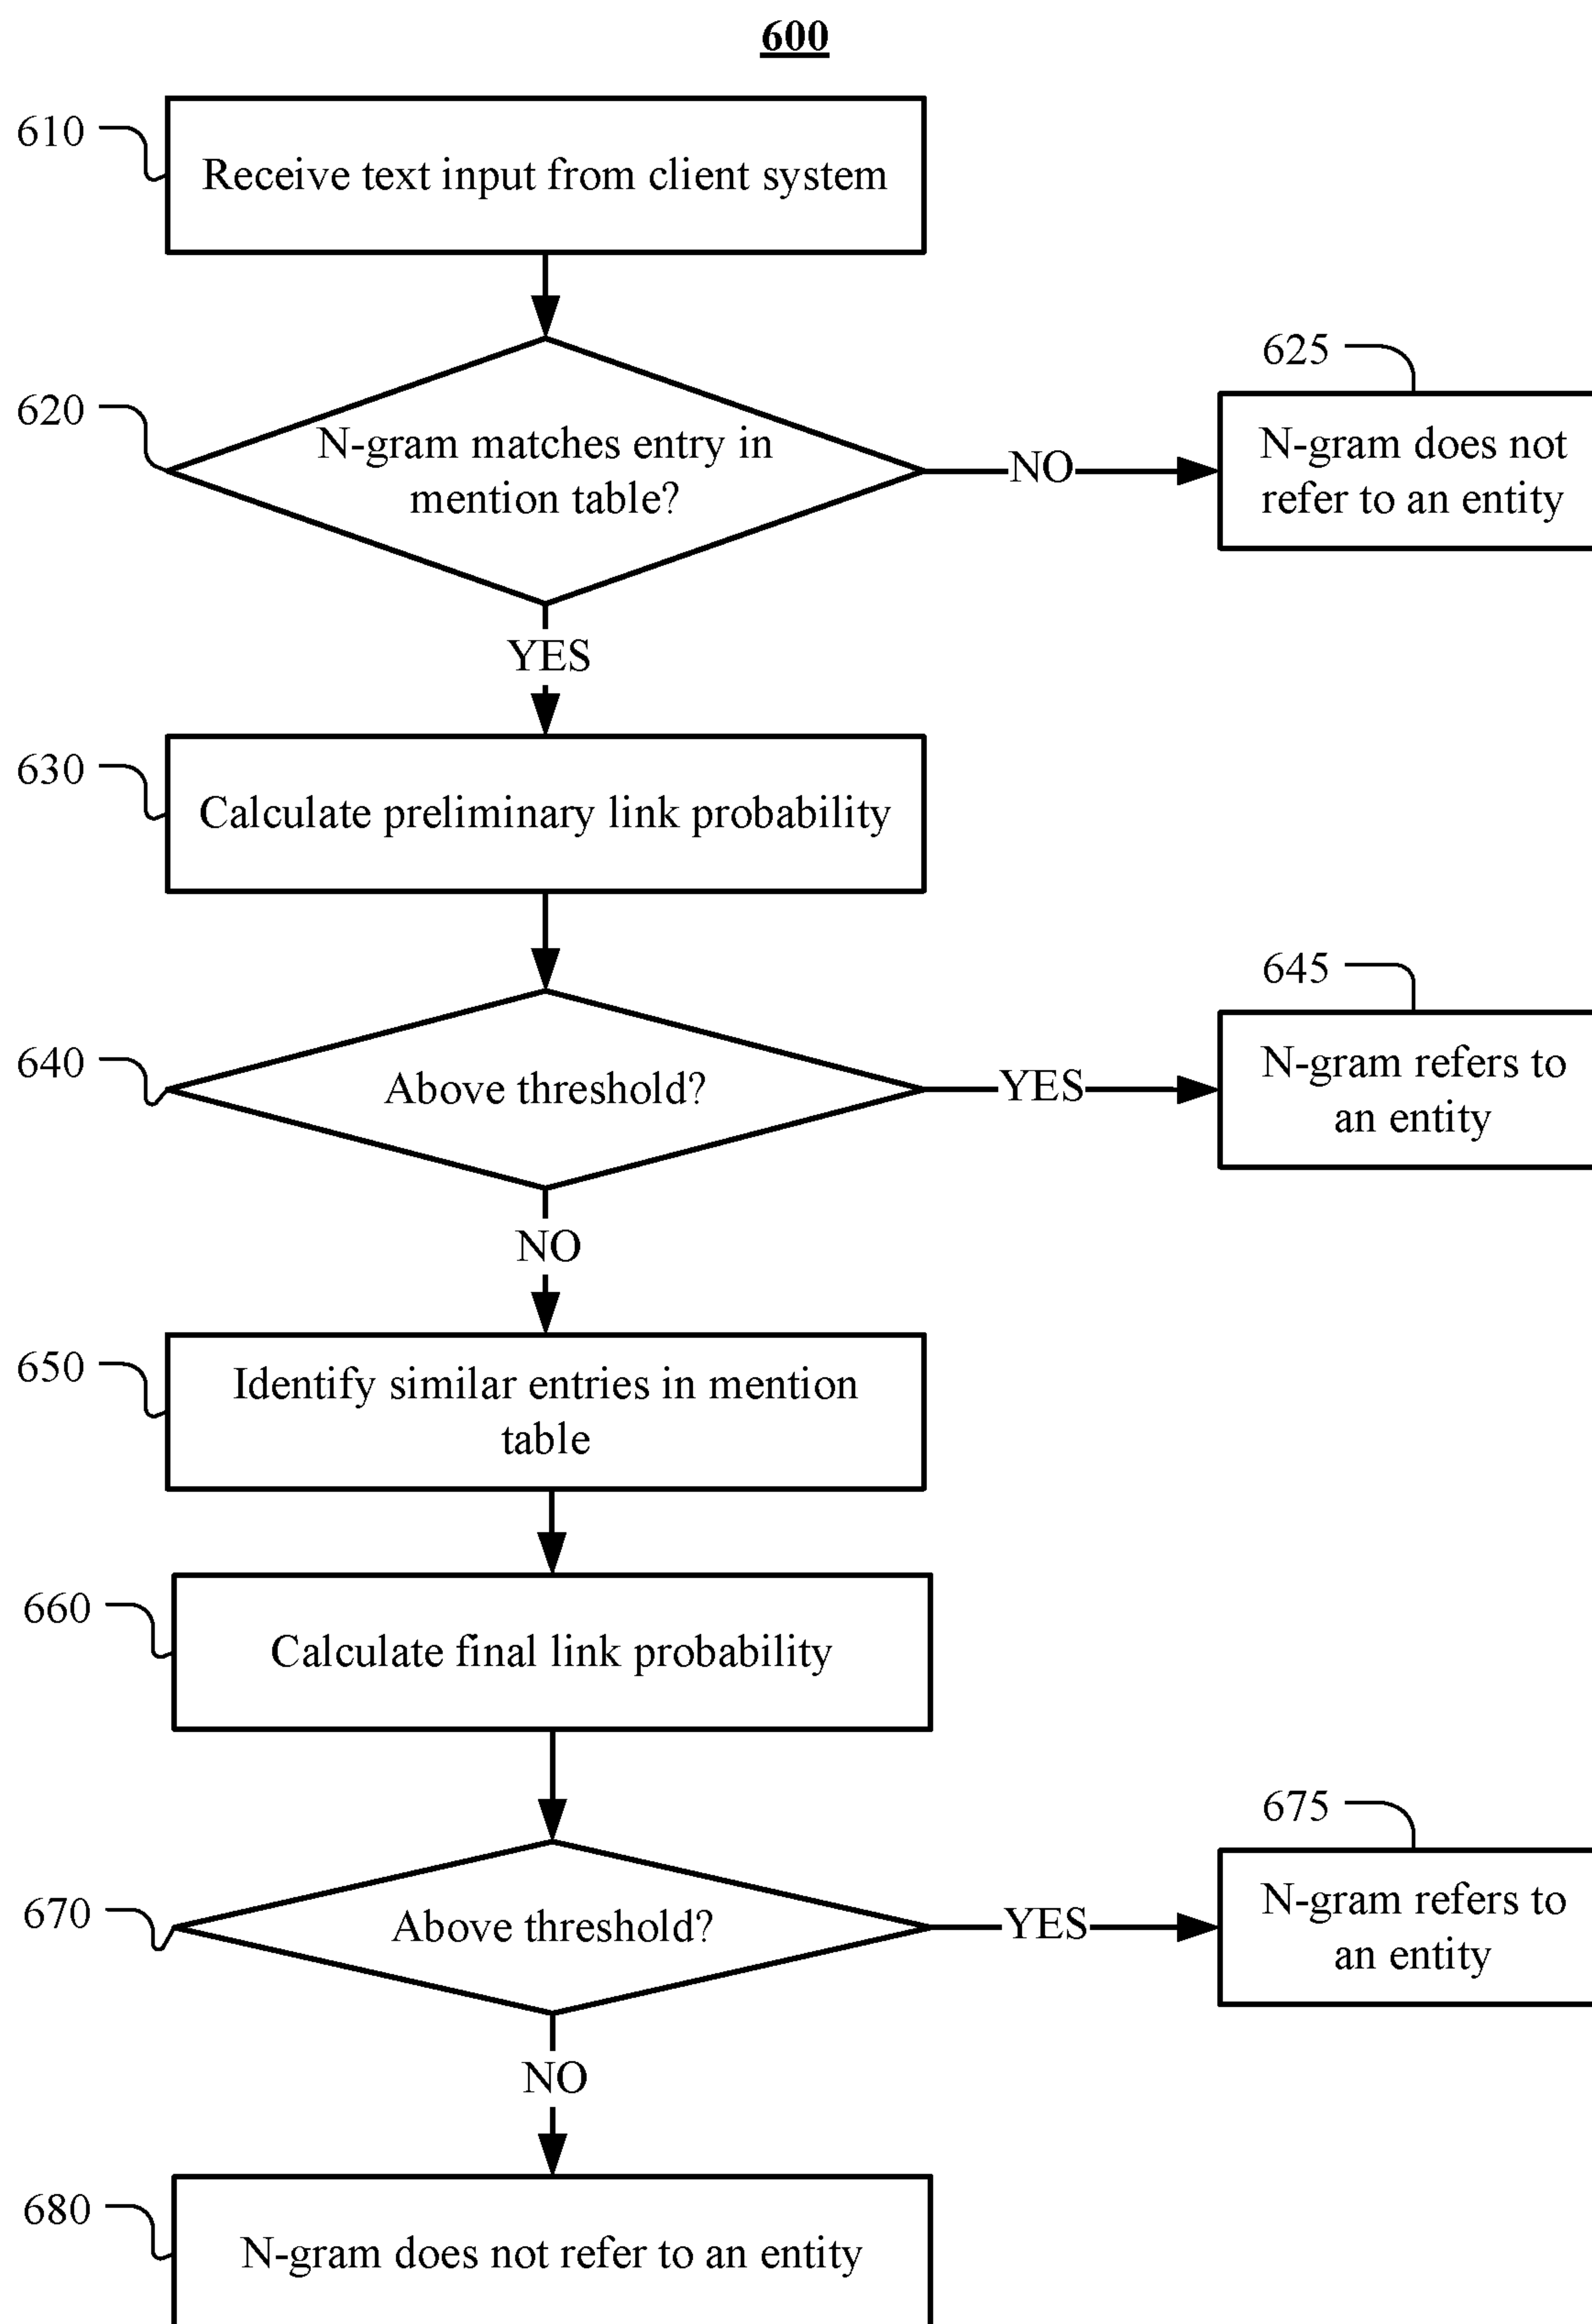 600
610
Receive text input from client system
620
N-gram matches entry in
mention table?
NO
625
N-gram does not
refer to an entity
YES
630
Calculate preliminary link probability
640
Above threshold?
YES
645
N-gram refers to
an entity
NO
650
Identify similar entries in mention
table
660
Calculate final link probability
670
Above threshold?
YES
675
N-gram refers to
an entity
NO
680
N-gram does not refer to an entity